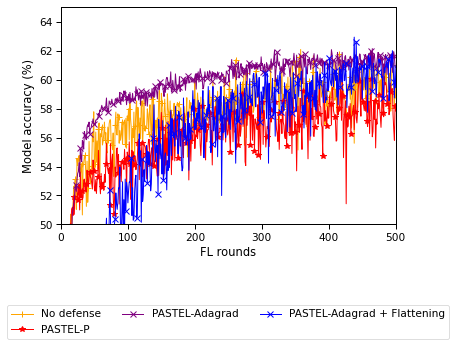 64
62
60
58
56
54
52
50
Model accuracy (%)
0 100 200 300 400 500
FL rounds
No defense PASTEL-Adagrad PASTEL-Adagrad + Flattening
PASTEL-P